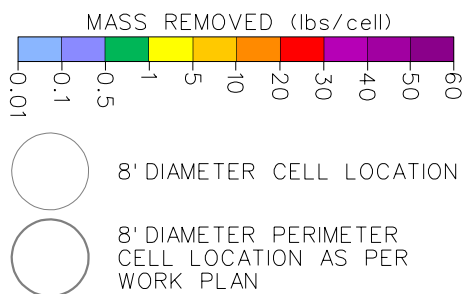 MASS REMOVED (lbs/cell)
0.01 0.1 0.5 1 5 10 20 30 40 50 60
8' DIAMETER CELL LOCATION
8' DIAMETER PERIMETER
CELL LOCATION AS PER
WORK PLAN